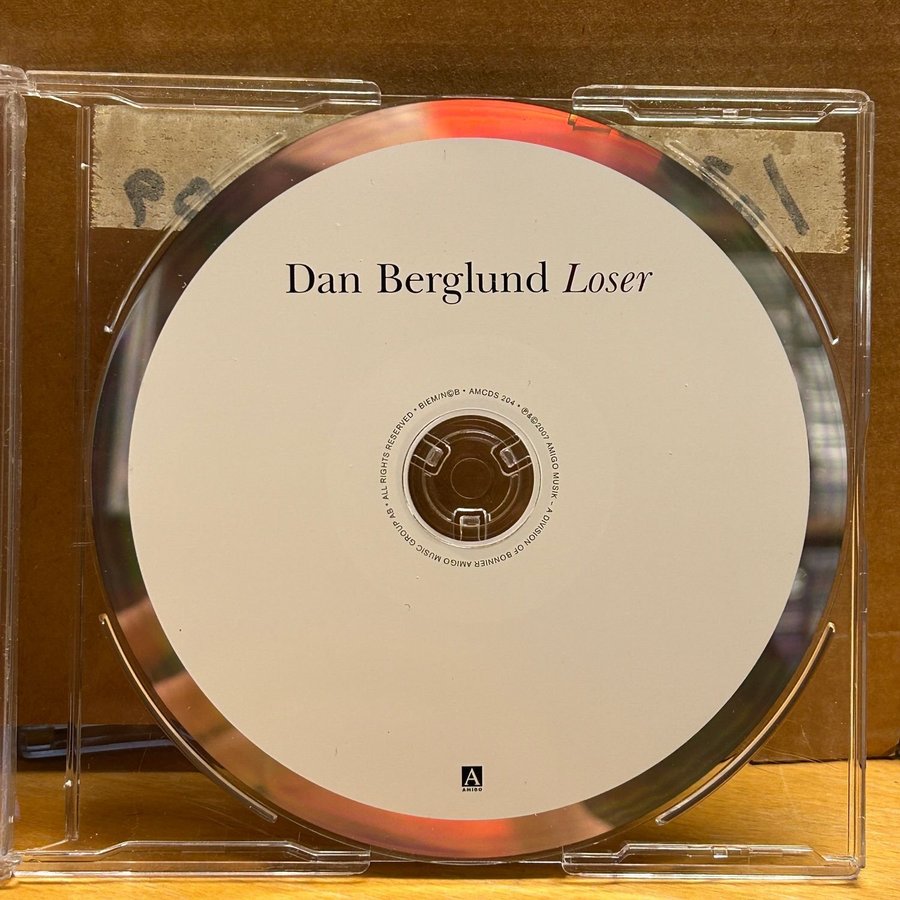 Dan Berglund Loser
ALL RIGHTS RESERVED • BIEM/N©B • AMCDS 204 • ℗&©2007 AMIGO MUSIK – A DIVISION OF BONNIER AMIGO MUSIC GROUP AB •
A
AMIGO